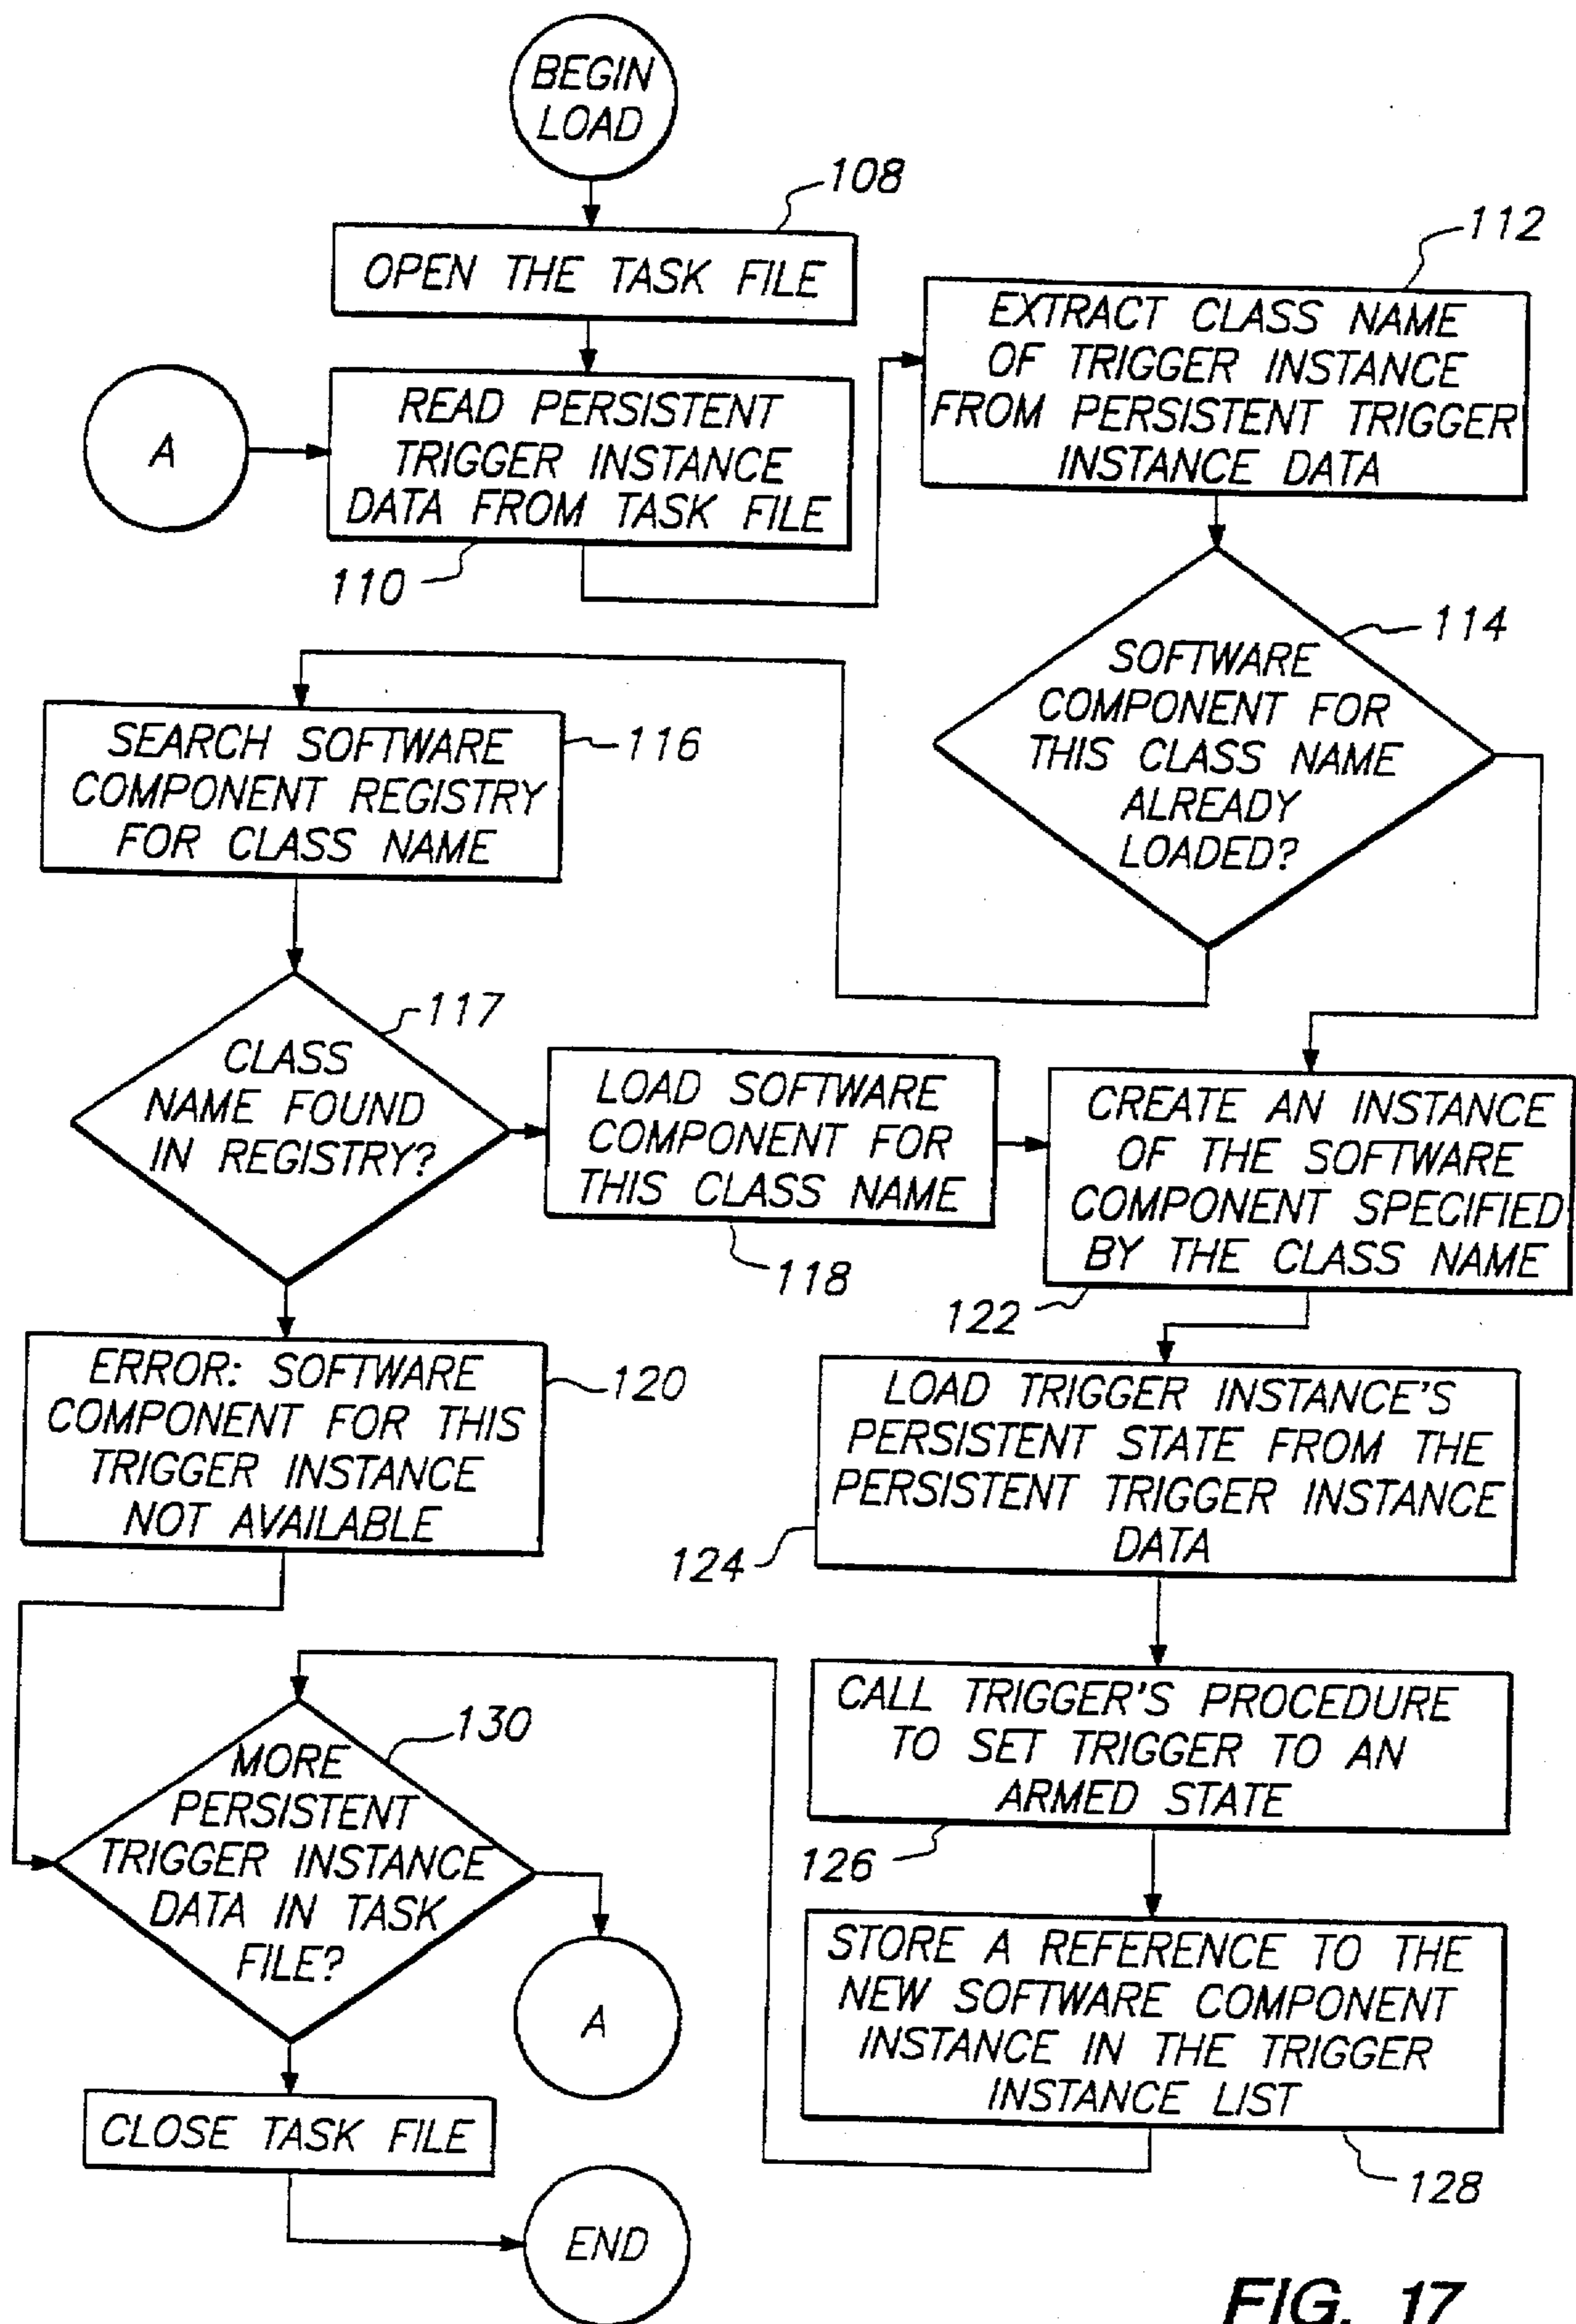 BEGIN
LOAD
108
OPEN THE TASK FILE
A
READ PERSISTENT
TRIGGER INSTANCE
DATA FROM TASK FILE
110
112
EXTRACT CLASS NAME
OF TRIGGER INSTANCE
FROM PERSISTENT TRIGGER
INSTANCE DATA
114
SOFTWARE
COMPONENT FOR
THIS CLASS NAME
ALREADY
LOADED?
SEARCH SOFTWARE
COMPONENT REGISTRY
FOR CLASS NAME
116
117
CLASS
NAME FOUND
IN REGISTRY?
LOAD SOFTWARE
COMPONENT FOR
THIS CLASS NAME
118
CREATE AN INSTANCE
OF THE SOFTWARE
COMPONENT SPECIFIED
BY THE CLASS NAME
122
ERROR: SOFTWARE
COMPONENT FOR THIS
TRIGGER INSTANCE
NOT AVAILABLE
120
LOAD TRIGGER INSTANCE'S
PERSISTENT STATE FROM THE
PERSISTENT TRIGGER INSTANCE
DATA
124
CALL TRIGGER'S PROCEDURE
TO SET TRIGGER TO AN
ARMED STATE
126
130
MORE
PERSISTENT
TRIGGER INSTANCE
DATA IN TASK
FILE?
A
STORE A REFERENCE TO THE
NEW SOFTWARE COMPONENT
INSTANCE IN THE TRIGGER
INSTANCE LIST
128
CLOSE TASK FILE
END
FIG. 17